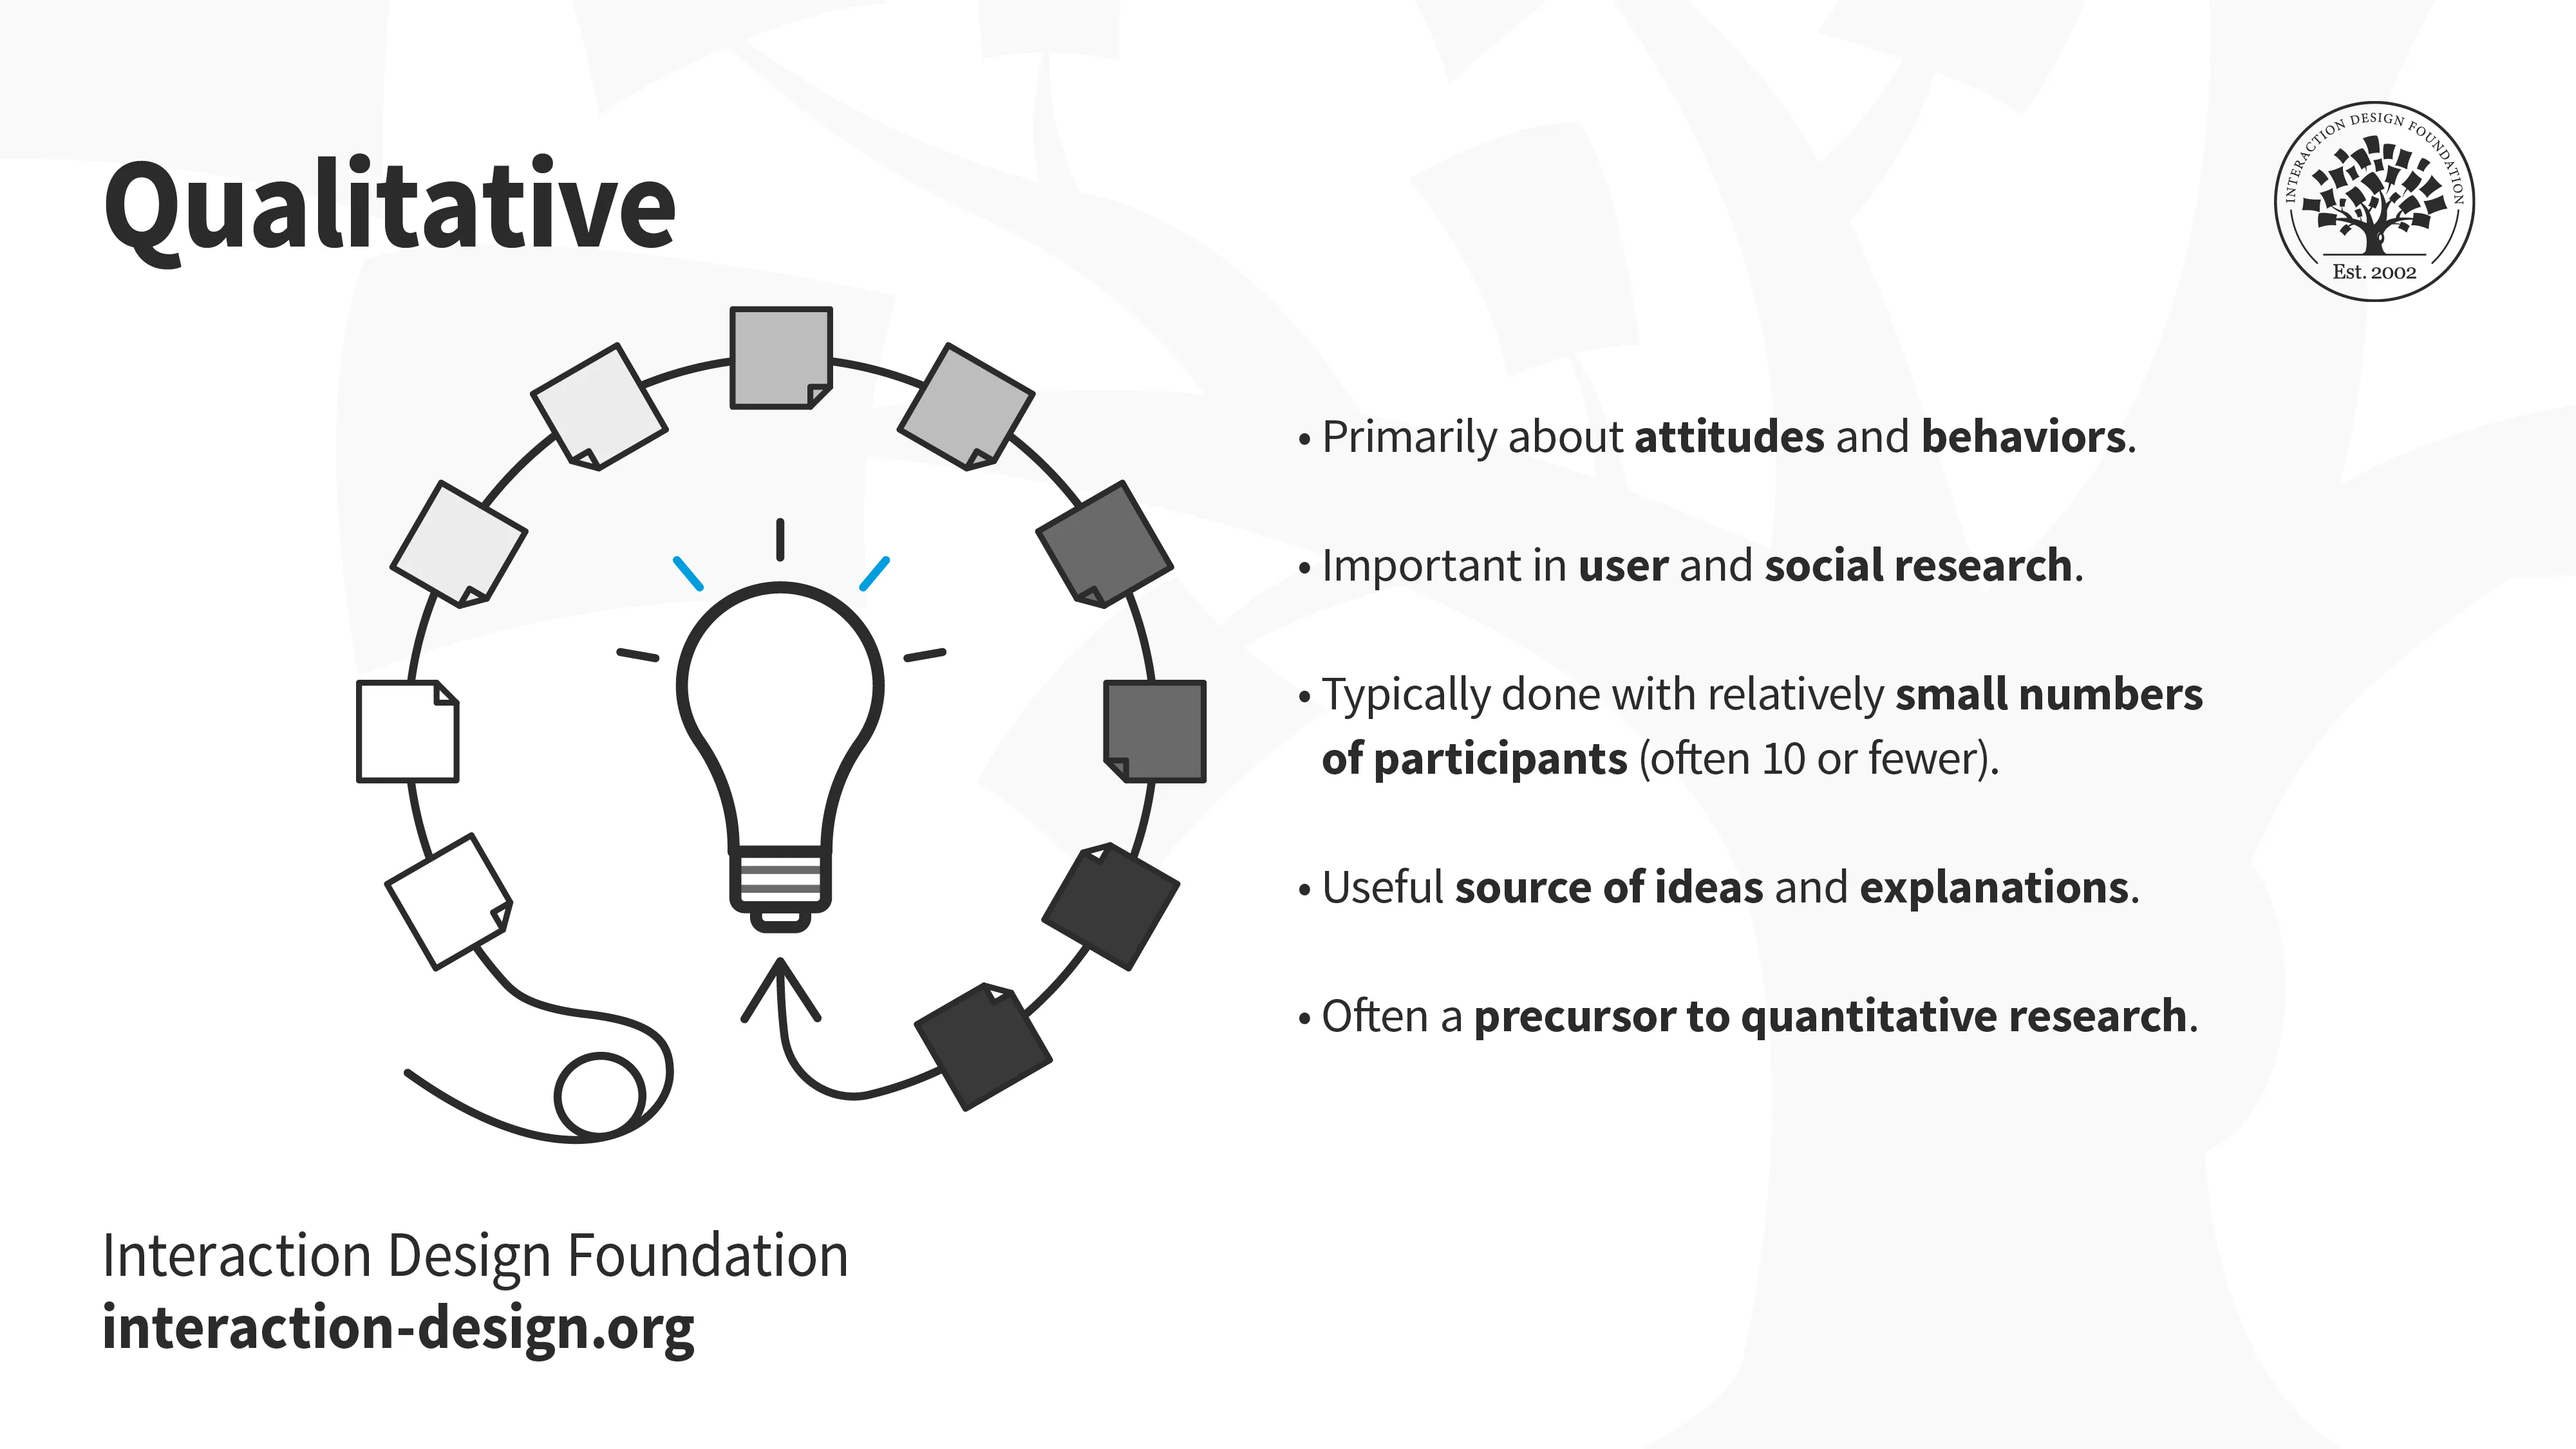 Qualitative
INTERACTION DESIGN FOUNDATION
Est. 2002
• Primarily about attitudes and behaviors.
• Important in user and social research.
• Typically done with relatively small numbers
of participants (often 10 or fewer).
• Useful source of ideas and explanations.
• Often a precursor to quantitative research.
Interaction Design Foundation
interaction-design.org